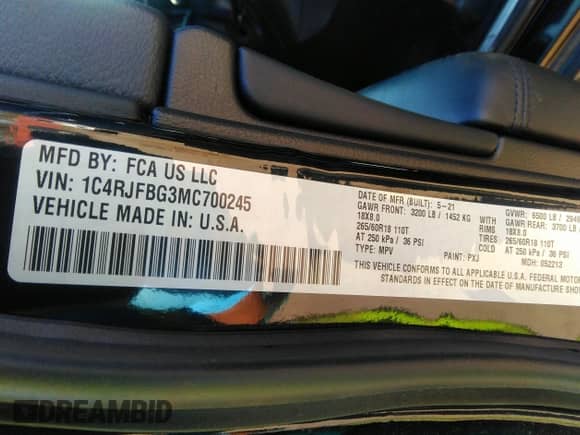 MFD BY: FCA US LLC
VIN: 1C4RJFBG3MC700245
VEHICLE MADE IN: U.S.A.
DATE OF MFR (BUILT): 5-21
GVWR: 6500 LB /
GAWR FRONT: 3200 LB / 1452 KG
GAWR REAR: 3700 LB /
18X8.0 RIMS 18X8.0
265/60R18 110T TIRES 265/60R18 110T
AT 250 kPa / 36 PSI COLD AT 250 kPa / 36 PSI
TYPE: MPV PAINT: PXJ MDH: 052212
THIS VEHICLE CONFORMS TO ALL APPLICABLE U.S.A. FEDERAL MOTOR
STANDARDS IN EFFECT ON THE DATE OF MANUFACTURE
DREAMBID